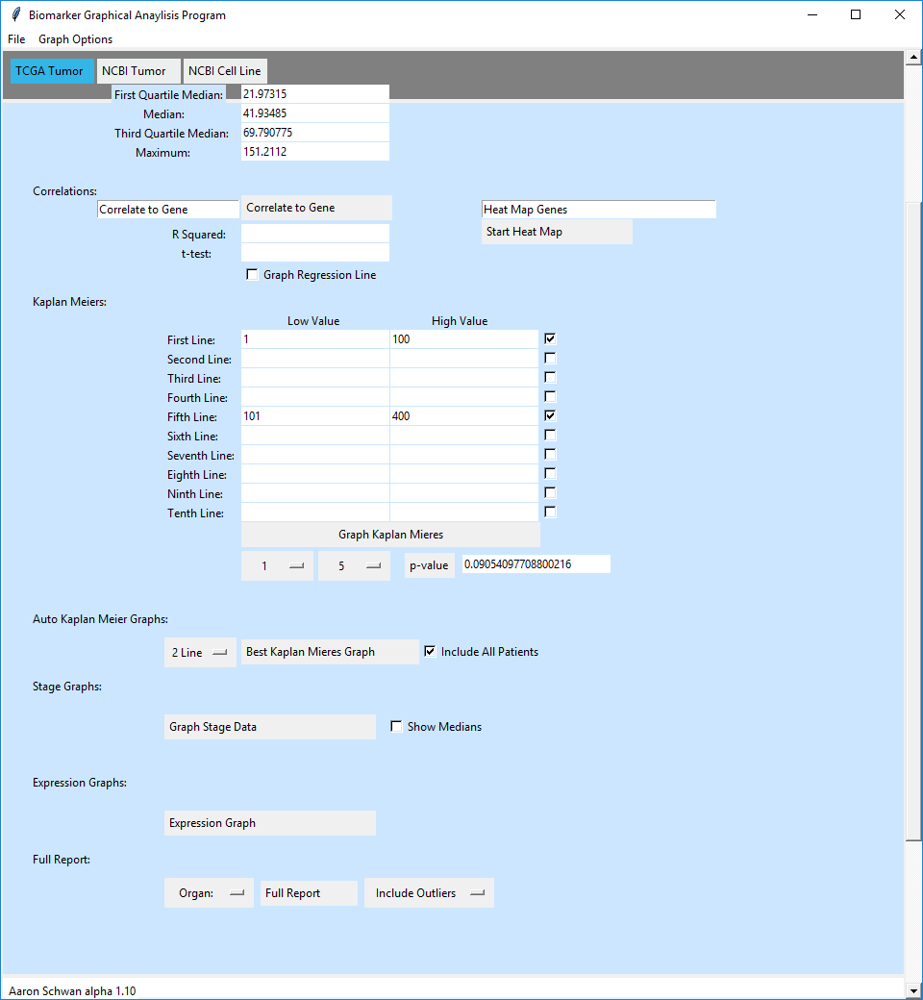 Biomarker Graphical Anaylisis Program
File Graph Options
TCGA Tumor NCBI Tumor NCBI Cell Line
First Quartile Median: 21.97315
Median: 41.93485
Third Quartile Median: 69.790775
Maximum: 151.2112
Correlations:
Correlate to Gene Correlate to Gene Heat Map Genes
R Squared: Start Heat Map
t-test:
Graph Regression Line
Kaplan Meiers:
Low Value High Value
First Line: 1 100
Second Line:
Third Line:
Fourth Line:
Fifth Line: 101 400
Sixth Line:
Seventh Line:
Eighth Line:
Ninth Line:
Tenth Line:
Graph Kaplan Mieres
1 5 p-value 0.09054097708800216
Auto Kaplan Meier Graphs:
2 Line Best Kaplan Mieres Graph Include All Patients
Stage Graphs:
Graph Stage Data Show Medians
Expression Graphs:
Expression Graph
Full Report:
Organ: Full Report Include Outliers
Aaron Schwan alpha 1.10